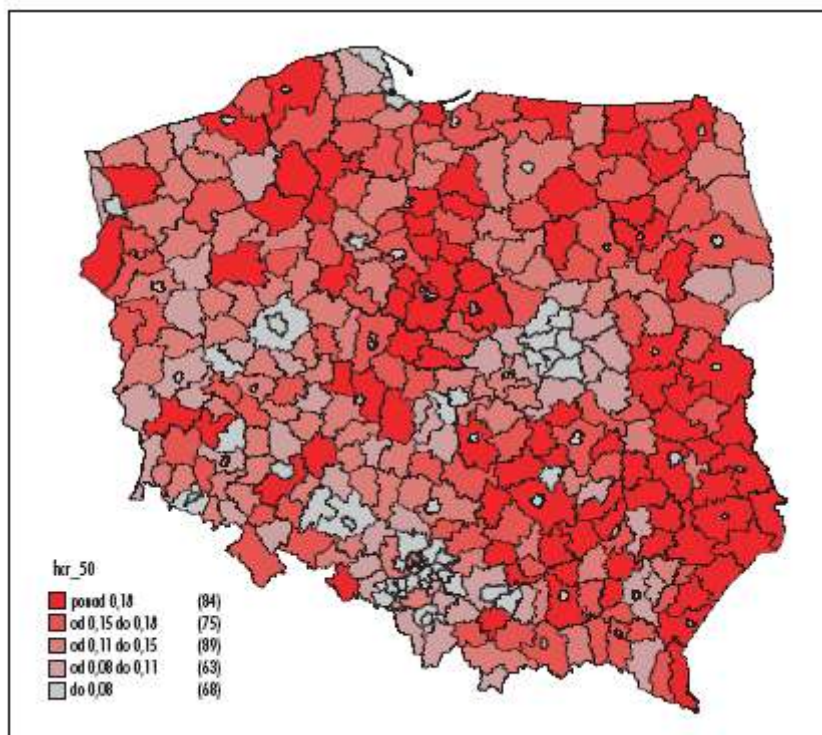 hcr_50
ponad 0,18 (84)
od 0,15 do 0,18 (75)
od 0,11 do 0,15 (89)
od 0,08 do 0,11 (63)
do 0,08 (68)